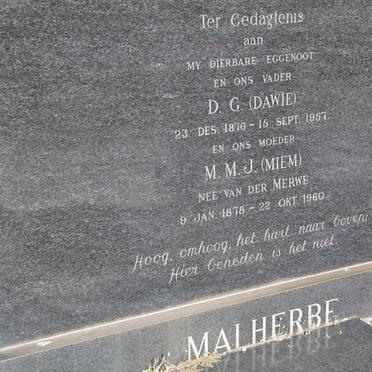 Ter Gedagtenis
aan
MY DIERBARE EGGENOOT
EN ONS VADER
D. G. (DAWIE)
23 DES. 1876 – 15 SEPT. 1957.
EN ONS MOEDER
M. M. J. (MIEM)
NEE VAN DER MERWE
9 JAN. 1878 – 22 OKT. 1960.
Hoog, omhoog, het hart naar boven;
Hier beneden is het niet.
MALHERBE